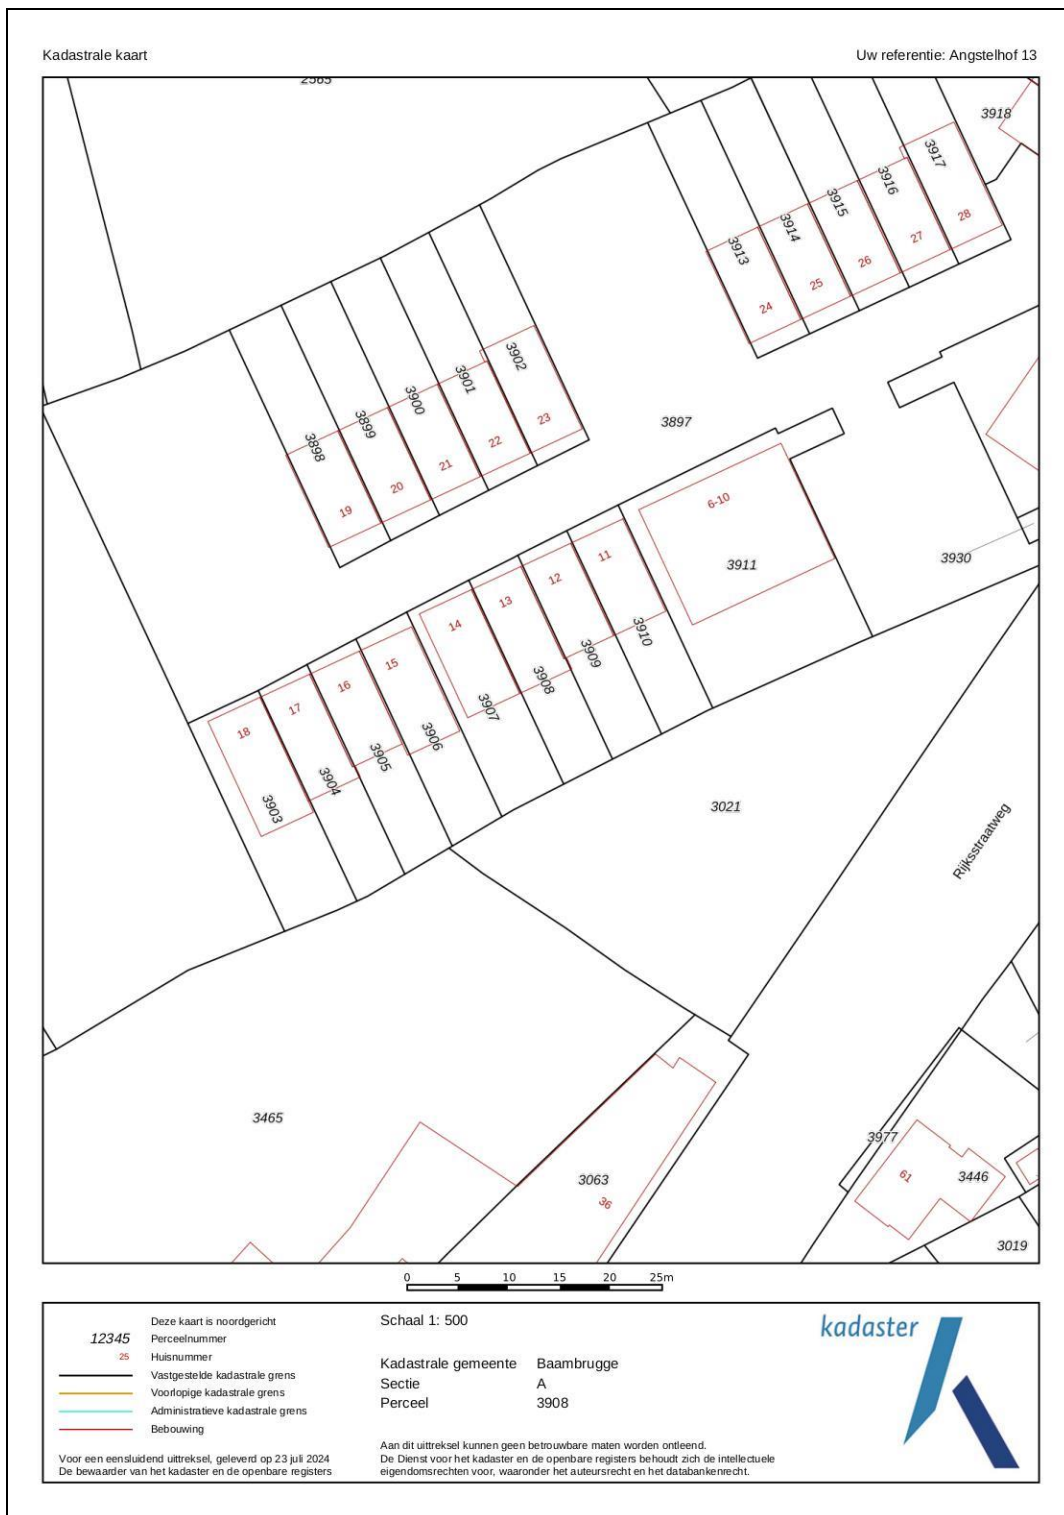 Kadastrale kaart
Uw referentie: Angstelhof 13
2565
3918
3917
3916
3915
3914
3913
28
27
26
25
24
3902
3901
3900
3899
3898
23
22
21
20
19
3897
6-10
3911
3930
11
12
13
14
15
16
17
18
3910
3909
3908
3907
3906
3905
3904
3903
3021
Rijksstraatweg
3465
3063
36
3977
61
3446
3019
0 5 10 15 20 25m
Deze kaart is noordgericht
12345 Perceelnummer
25 Huisnummer
Vastgestelde kadastrale grens
Voorlopige kadastrale grens
Administratieve kadastrale grens
Bebouwing
Voor een eensluidend uittreksel, geleverd op 23 juli 2024
De bewaarder van het kadaster en de openbare registers
Schaal 1: 500
Kadastrale gemeente Baambrugge
Sectie A
Perceel 3908
Aan dit uittreksel kunnen geen betrouwbare maten worden ontleend.
De Dienst voor het kadaster en de openbare registers behoudt zich de intellectuele
eigendomsrechten voor, waaronder het auteursrecht en het databankenrecht.
kadaster